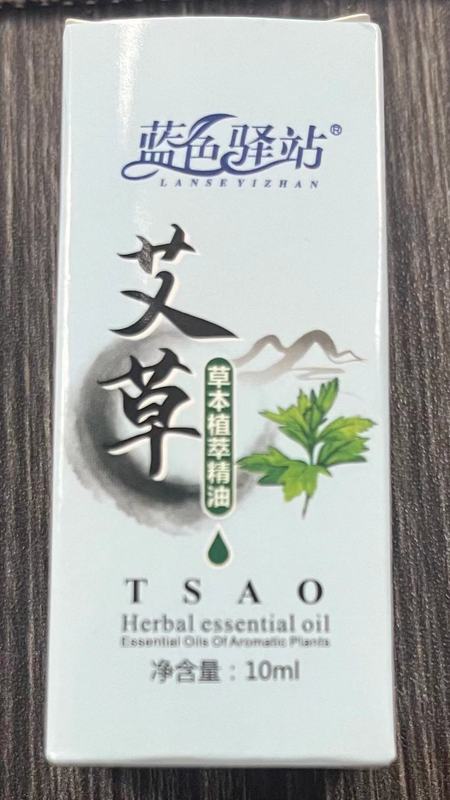 蓝色驿站®
LANSEYIZHAN
艾草
草本植萃精油
TSAO
Herbal essential oil
Essential Oils Of Aromatic Plants
净含量：10ml